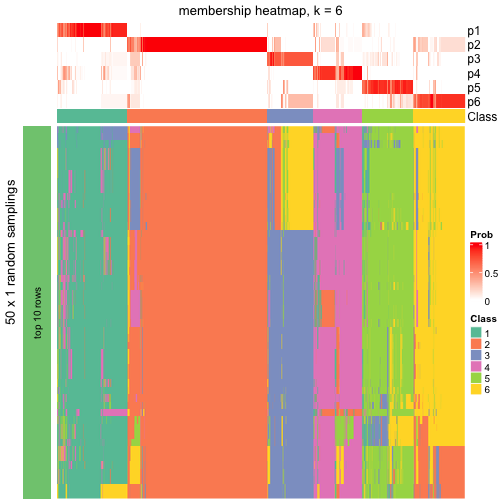 membership heatmap, k = 6
p1
p2
p3
p4
p5
p6
Class
50 x 1 random samplings
top 10 rows
Prob
1
0.5
0
Class
1
2
3
4
5
6